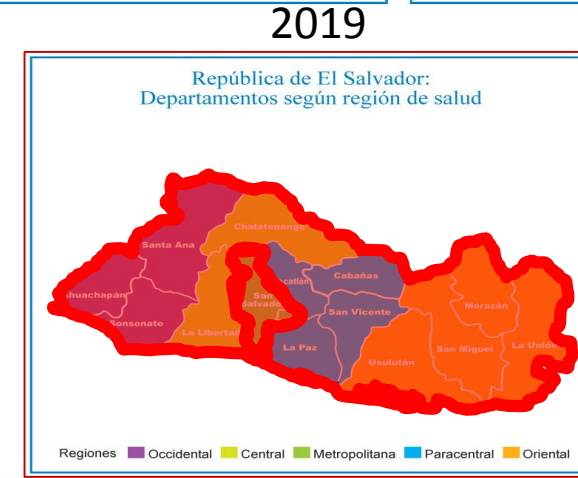 2019
República de El Salvador:
Departamentos según región de salud
Chalatenango
Santa Ana
Cabañas
Ahuachapán
San
Salvador
Morazán
San Vicente
Sonsonate
La Libertad
La Paz
San Miguel
La Unión
Usulután
Regiones Occidental Central Metropolitana Paracentral Oriental